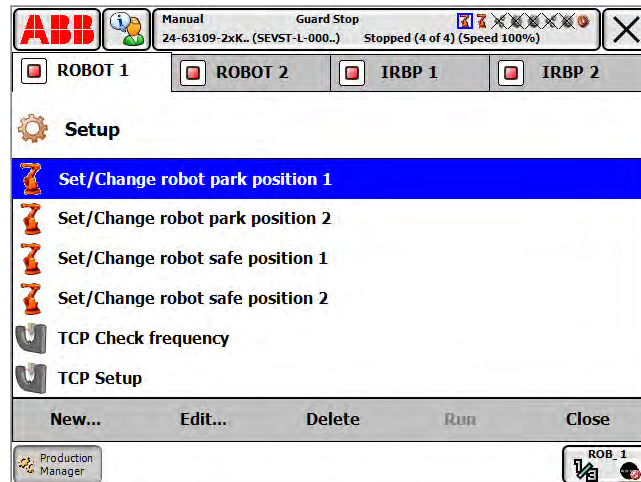 ABB
Manual Guard Stop
24-63109-2xK.. (SEVST-L-000..) Stopped (4 of 4) (Speed 100%)
ROBOT 1 ROBOT 2 IRBP 1 IRBP 2
Setup
Set/Change robot park position 1
Set/Change robot park position 2
Set/Change robot safe position 1
Set/Change robot safe position 2
TCP Check frequency
TCP Setup
New... Edit... Delete Run Close
Production
Manager
ROB_1
1/3